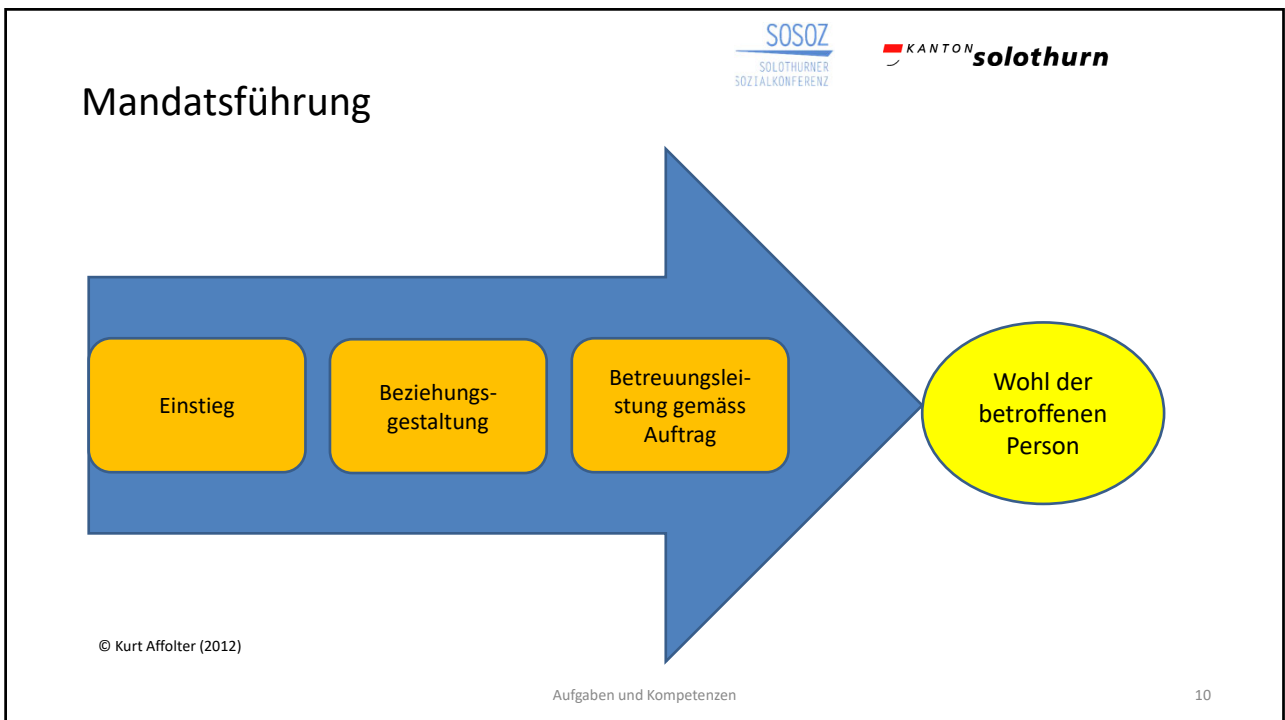 SOSOZ
SOLOTHURNER
SOZIALKONFERENZ
KANTON solothurn
Mandatsführung
Einstieg
Beziehungs-
gestaltung
Betreuungslei-
stung gemäss
Auftrag
Wohl der
betroffenen
Person
© Kurt Affolter (2012)
Aufgaben und Kompetenzen
10